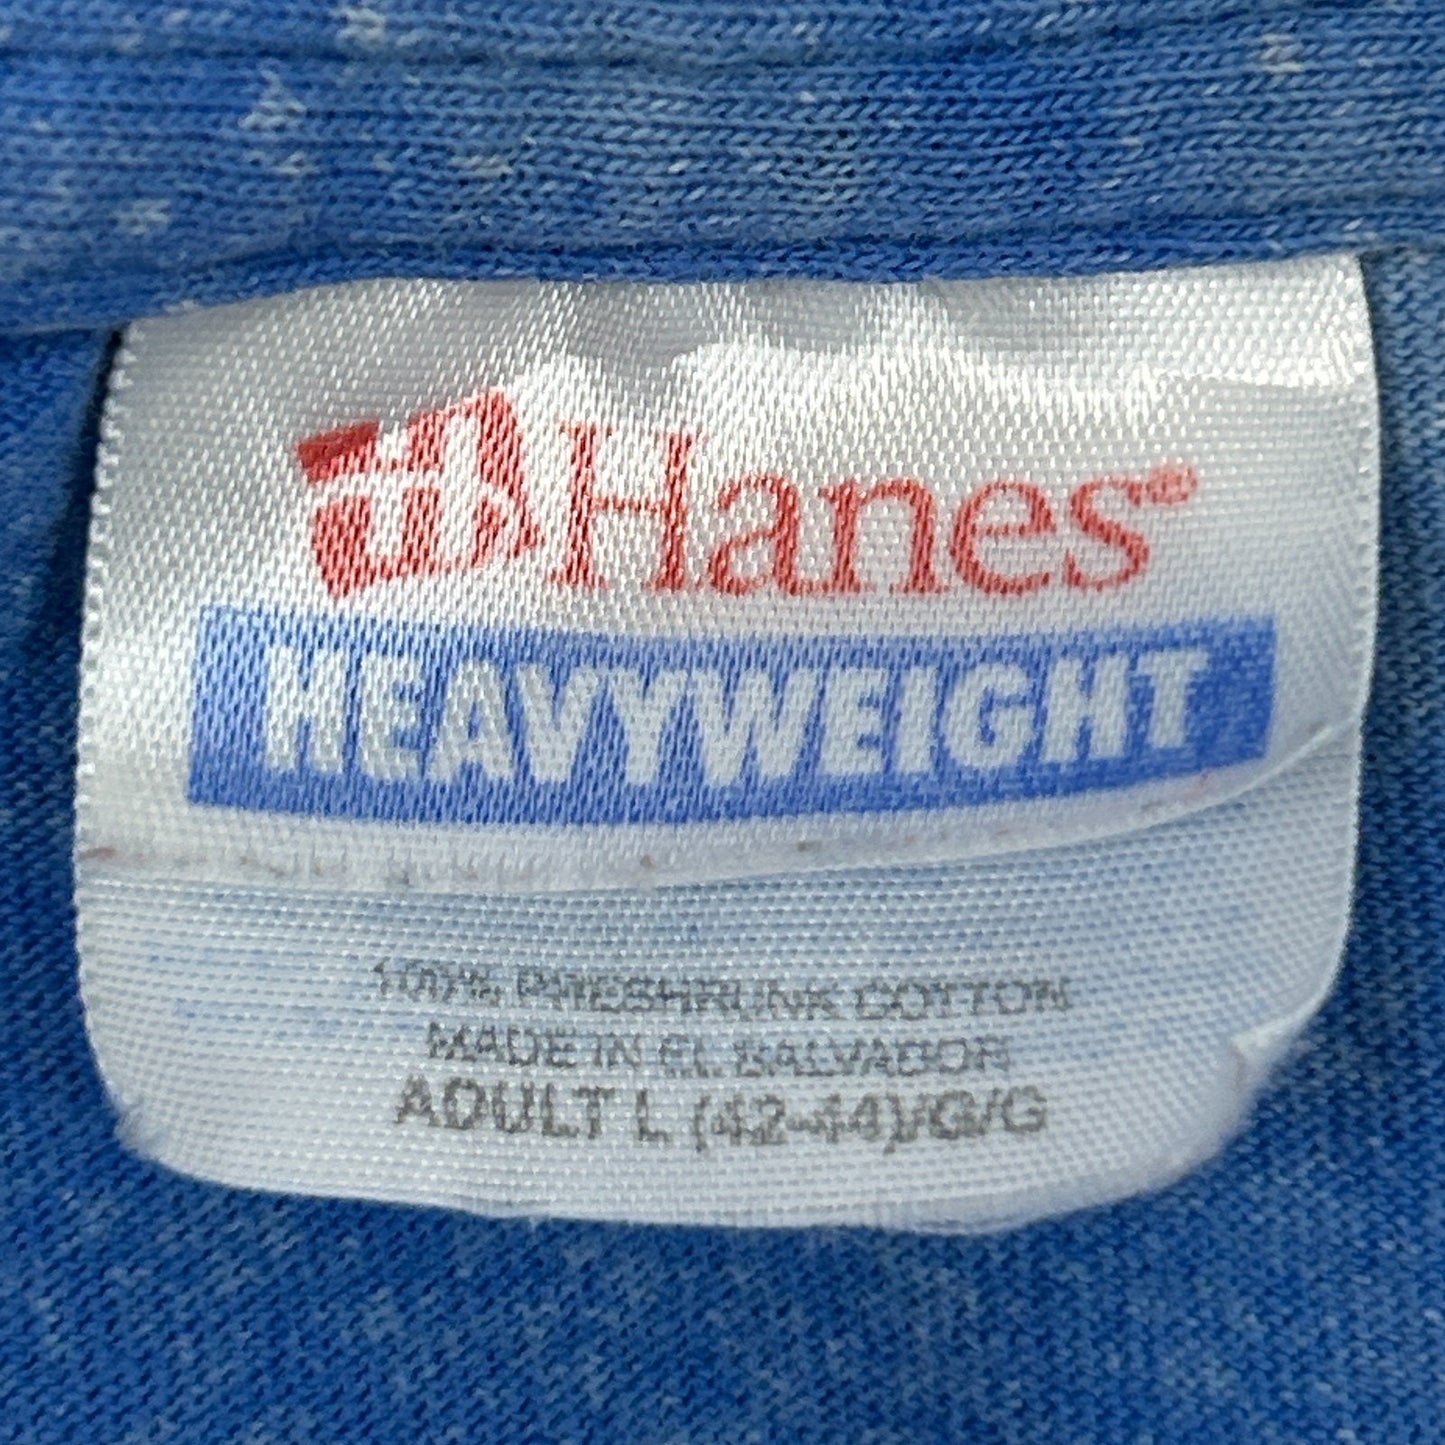 Hanes®
HEAVYWEIGHT
100% PRESHRUNK COTTON
MADE IN EL SALVADOR
ADULT L (42-44)/G/G